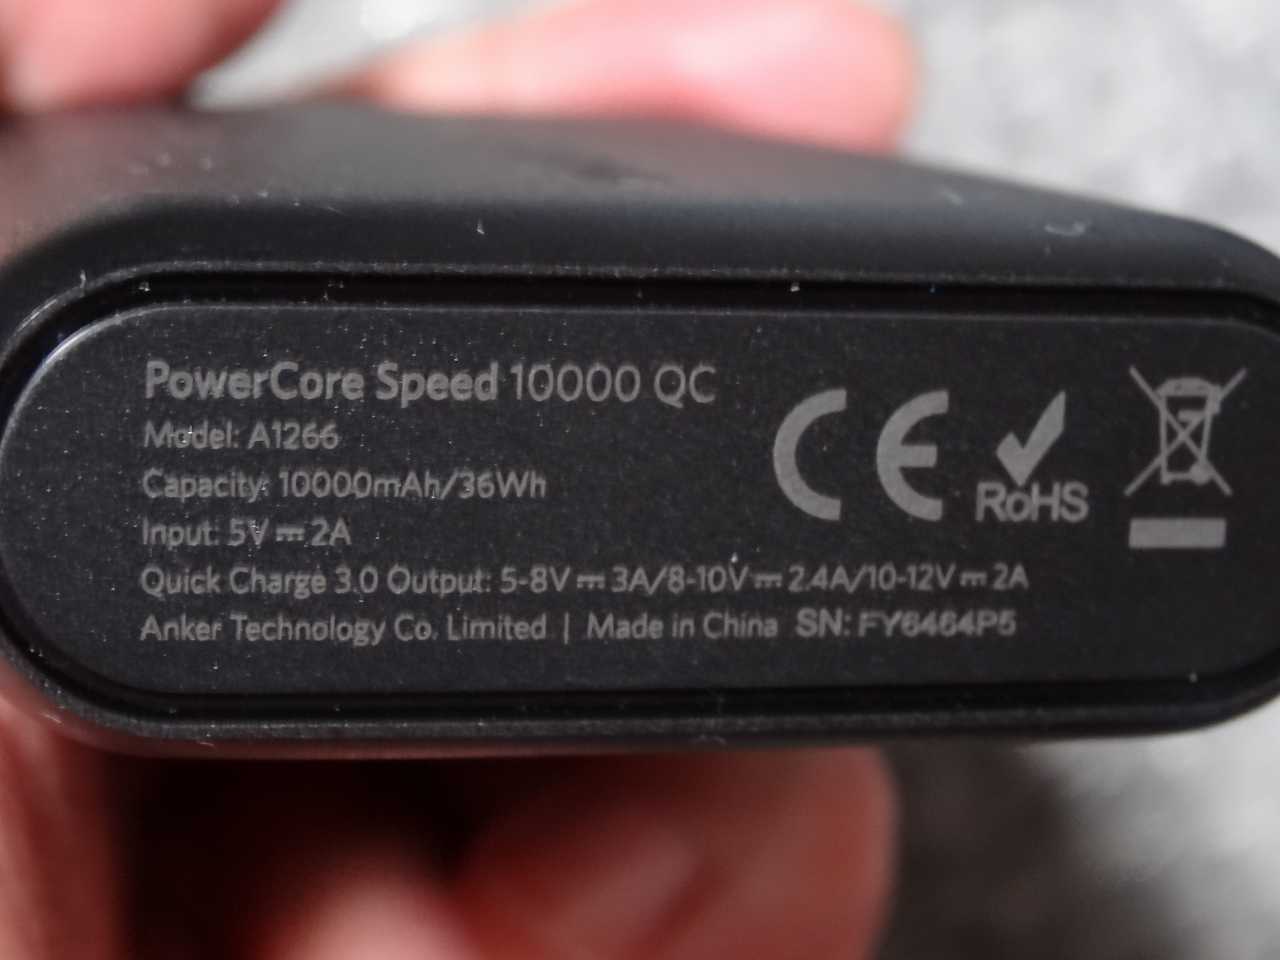 PowerCore Speed 10000 QC
Model: A1266
Capacity: 10000mAh/36Wh
Input: 5V⎓2A
Quick Charge 3.0 Output: 5-8V⎓3A/8-10V⎓2.4A/10-12V⎓2A
Anker Technology Co. Limited | Made in China SN: FY6464P5
CE
RoHS